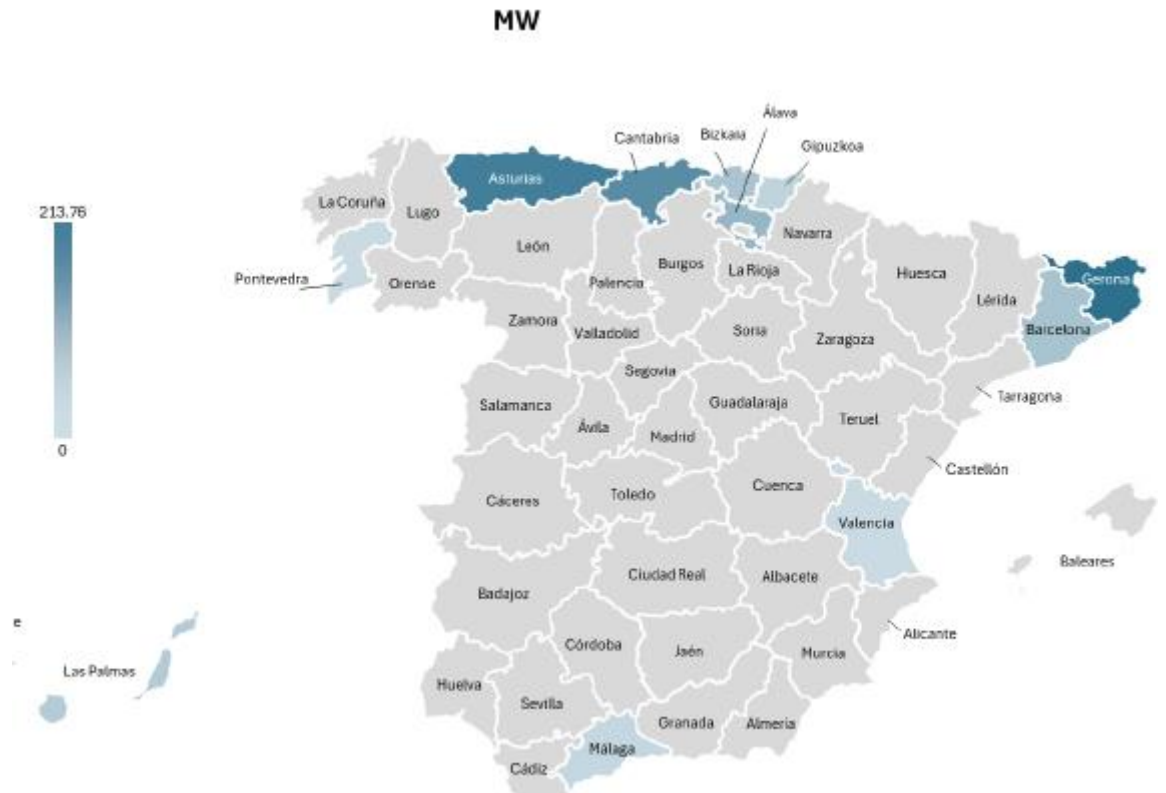 MW
Álava
Cantabria
Bizkaia
Gipuzkoa
Asturias
La Coruña
Lugo
213.76
Navarra
León
Burgos
La Rioja
Huesca
Pontevedra
Orense
Palencia
Lérida
Gerona
Zamora
Valladolid
Soria
Zaragoza
Barcelona
Segovia
Salamanca
Guadalaraja
Tarragona
Ávila
Madrid
Teruel
0
Castellón
Cáceres
Toledo
Cuenca
Valencia
Baleares
Ciudad Real
Albacete
Badajoz
e
Alicante
Córdoba
Jaén
Murcia
Las Palmas
Huelva
Sevilla
Granada
Almería
Málaga
Cádiz